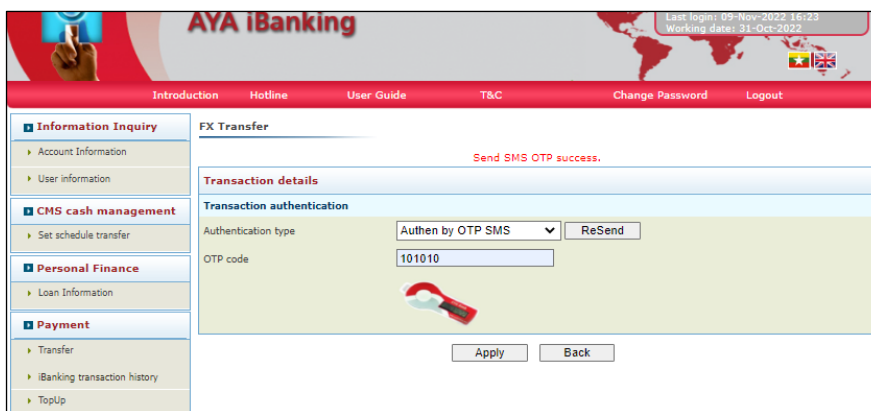 AYA iBanking
Last login: 09-Nov-2022 16:23
Working date: 31-Oct-2022
Introduction Hotline User Guide T&C Change Password Logout
Information Inquiry
Account Information
User information
CMS cash management
Set schedule transfer
Personal Finance
Loan Information
Payment
Transfer
iBanking transaction history
TopUp
FX Transfer
Send SMS OTP success.
Transaction details
Transaction authentication
Authentication type Authen by OTP SMS ReSend
OTP code 101010
Apply Back